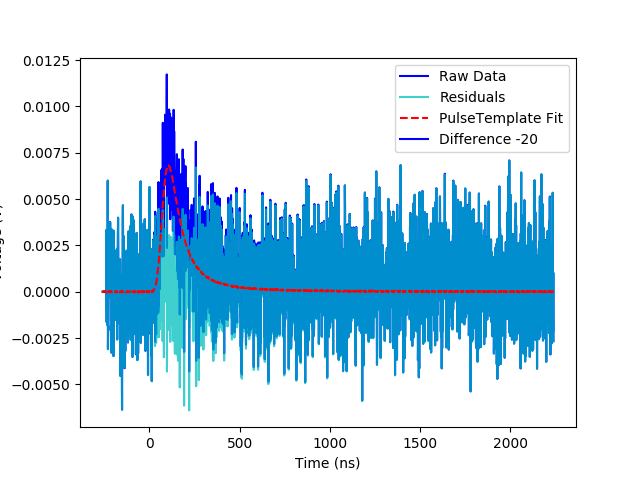 0.0125
0.0100
0.0075
0.0050
0.0025
0.0000
−0.0025
−0.0050
0
500
1000
1500
2000
Time (ns)
Raw Data
Residuals
PulseTemplate Fit
Difference -20